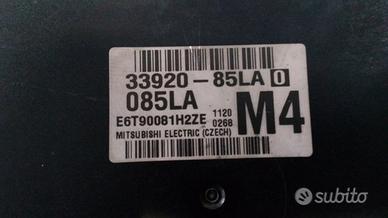 33920-85LA 0
085LA
E6T90081H2ZE 1120
0268
M4
MITSUBISHI ELECTRIC (CZECH)
subito